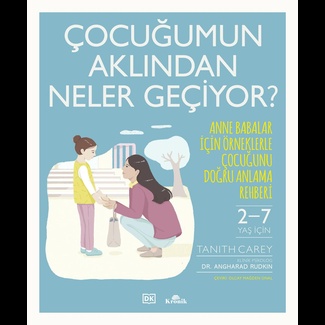 ÇOCUĞUMUN
AKLINDAN
NELER GEÇİYOR?
ANNE BABALAR
İÇİN ÖRNEKLERLE
ÇOCUĞUNU
DOĞRU ANLAMA
REHBERİ
2–7
YAŞ İÇİN
TANITH CAREY
DR. ANGHARAD RUDKIN
DK
Kronik